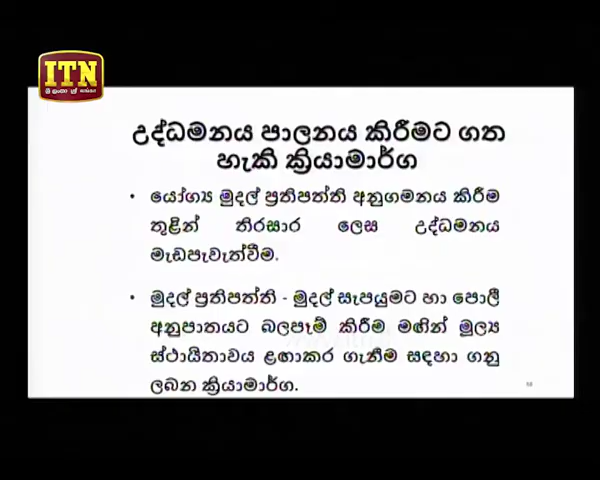 ITN
උද්ධමනය පාලනය කිරීමට ගත
හැකි ක්‍රියාමාර්ග
• යෝග්‍ය මුදල් ප්‍රතිපත්ති අනුගමනය කිරීම
තුළින් තිරසාර ලෙස උද්ධමනය
මැඩපැවැත්වීම.
• මුදල් ප්‍රතිපත්ති - මුදල් සැපයුමට හා පොලී
අනුපාතයට බලපෑම් කිරීම මඟින් මූල්‍ය
ස්ථායීතාවය ළඟාකර ගැනීම සඳහා ගනු
ලබන ක්‍රියාමාර්ග.